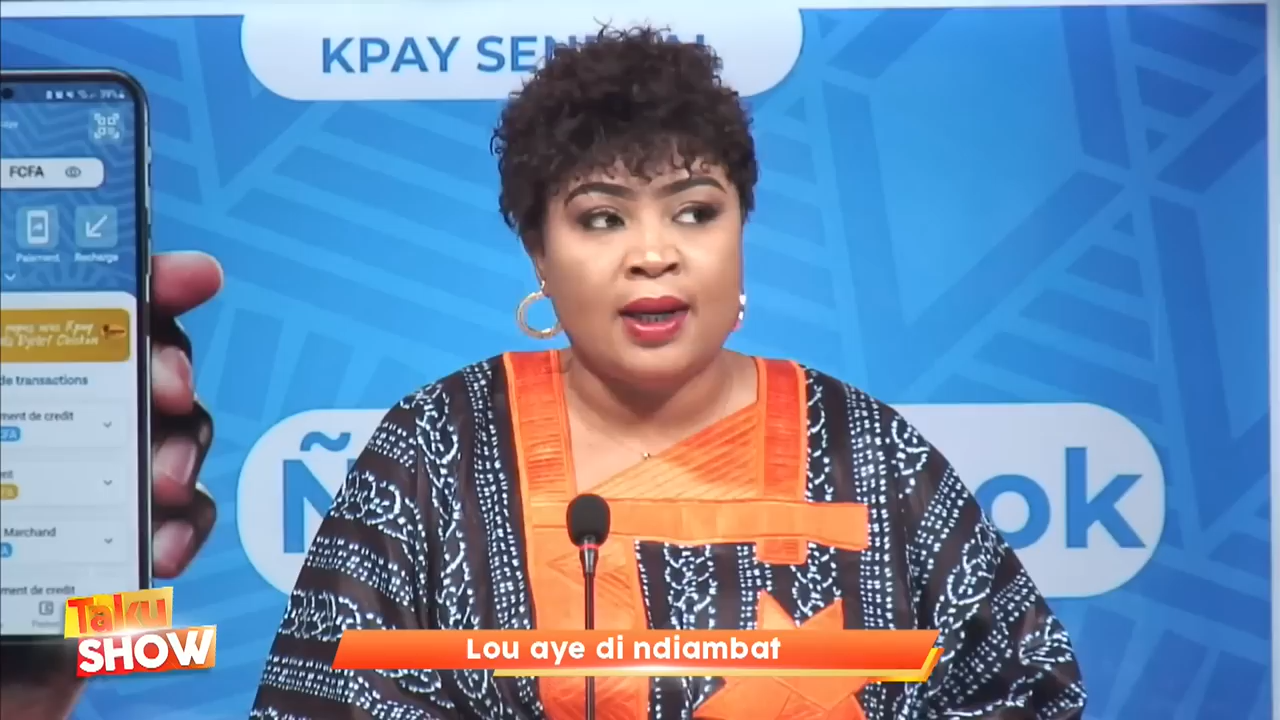 KPAY SEN
FCFA
Paiement Recharge
de transactions
ment de credit
Marchand
ment de credit
Ñ ok
Taku
SHOW
Lou aye di ndiambat